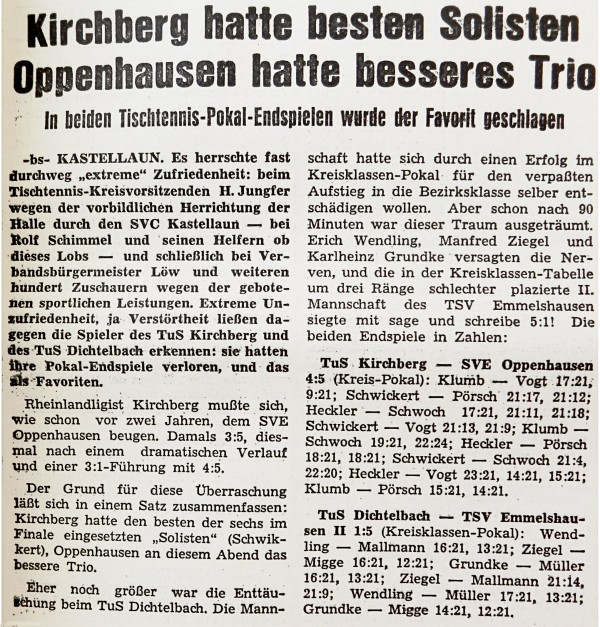 Kirchberg hatte besten Solisten
Oppenhausen hatte besseres Trio
In beiden Tischtennis-Pokal-Endspielen wurde der Favorit geschlagen
-bs- KASTELLAUN. Es herrschte fast
durchweg „extreme“ Zufriedenheit: beim
Tischtennis-Kreisvorsitzenden H. Jungfer
wegen der vorbildlichen Herrichtung der
Halle durch den SVC Kastellaun — bei
Rolf Schimmel und seinen Helfern ob
dieses Lobs — und schließlich bei Ver-
bandsbürgermeister Löw und weiteren
hundert Zuschauern wegen der gebote-
nen sportlichen Leistungen. Extreme Un-
zufriedenheit, ja Verstörtheit ließen da-
gegen die Spieler des TuS Kirchberg und
des TuS Dichtelbach erkennen: sie hatten
ihre Pokal-Endspiele verloren, und das
als Favoriten.
Rheinlandligist Kirchberg mußte sich,
wie schon vor zwei Jahren, dem SVE
Oppenhausen beugen. Damals 3:5, dies-
mal nach einem dramatischen Verlauf
und einer 3:1-Führung mit 4:5.
Der Grund für diese Überraschung
läßt sich in einem Satz zusammenfassen:
Kirchberg hatte den besten der sechs im
Finale eingesetzten „Solisten“ (Schwik-
kert), Oppenhausen an diesem Abend das
bessere Trio.
Eher noch größer war die Enttäu-
schung beim TuS Dichtelbach. Die Mann-
schaft hatte sich durch einen Erfolg im
Kreisklassen-Pokal für den verpaßten
Aufstieg in die Bezirksklasse selber ent-
schädigen wollen. Aber schon nach 90
Minuten war dieser Traum ausgeträumt.
Erich Wendling, Manfred Ziegel und
Karlheinz Grundke versagten die Ner-
ven, und die in der Kreisklassen-Tabelle
um drei Ränge schlechter plazierte II.
Mannschaft des TSV Emmelshausen
siegte mit sage und schreibe 5:1! Die
beiden Endspiele in Zahlen:
TuS Kirchberg — SVE Oppenhausen
4:5 (Kreis-Pokal): Klumb — Vogt 17:21,
9:21; Schwickert — Pörsch 21:17, 21:12;
Heckler — Schwoch 17:21, 21:11, 21:18;
Schwickert — Vogt 21:13, 21:9; Klumb —
Schwoch 19:21, 22:24; Heckler — Pörsch
18:21, 18:21; Schwickert — Schwoch 21:4,
22:20; Heckler — Vogt 23:21, 14:21, 15:21;
Klumb — Pörsch 15:21, 14:21.
TuS Dichtelbach — TSV Emmelshau-
sen II 1:5 (Kreisklassen-Pokal): Wend-
ling — Mallmann 16:21, 13:21; Ziegel —
Migge 16:21, 12:21; Grundke — Müller
16:21, 13:21; Ziegel — Mallmann 21:14,
21:9; Wendling — Müller 17:21, 13:21;
Grundke — Migge 14:21, 12:21.